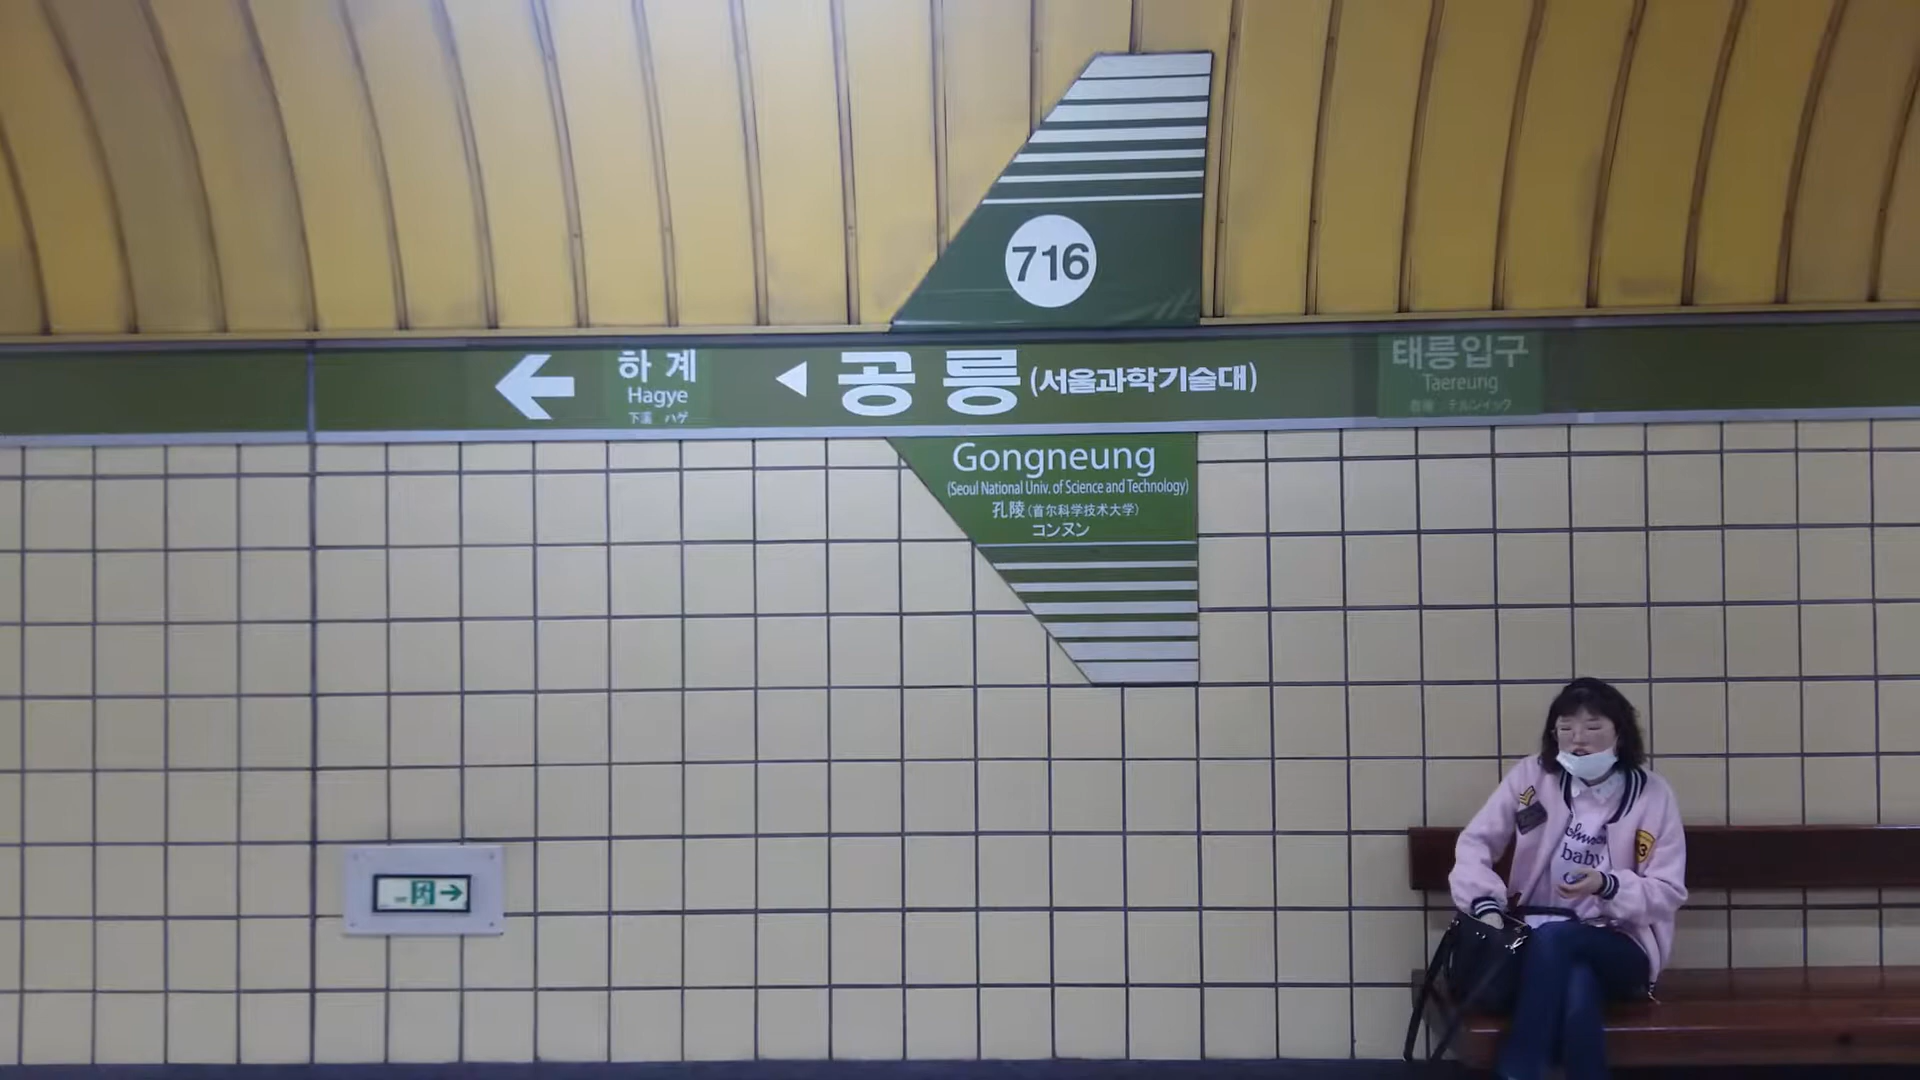 716
하계
Hagye
下溪 ハゲ
공릉 (서울과학기술대)
태릉입구
Taereung
Gongneung
(Seoul National Univ. of Science and Technology)
孔陵 (首尔科学技术大学)
コンヌン
baby
3